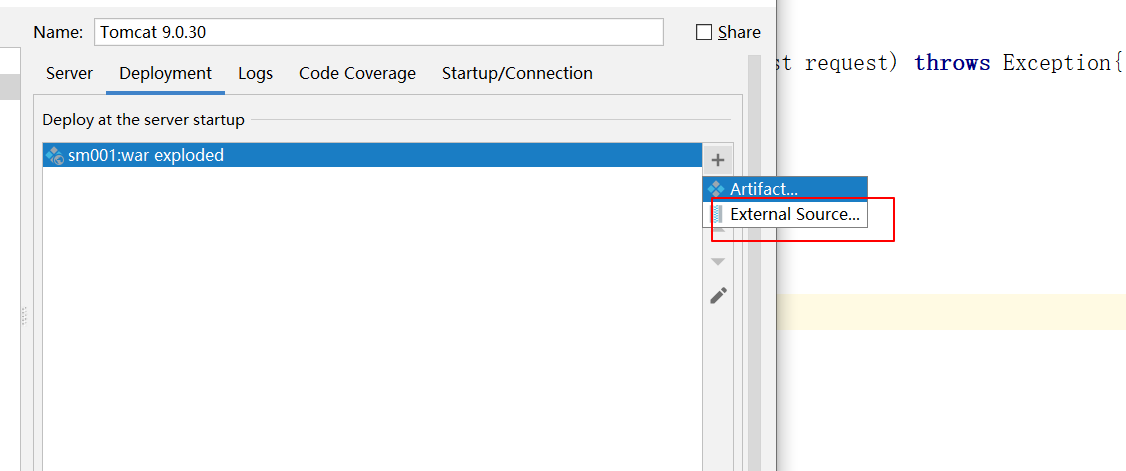 Name: Tomcat 9.0.30 Share
Server Deployment Logs Code Coverage Startup/Connection
st request) throws Exception{
Deploy at the server startup
sm001:war exploded
Artifact...
External Source...